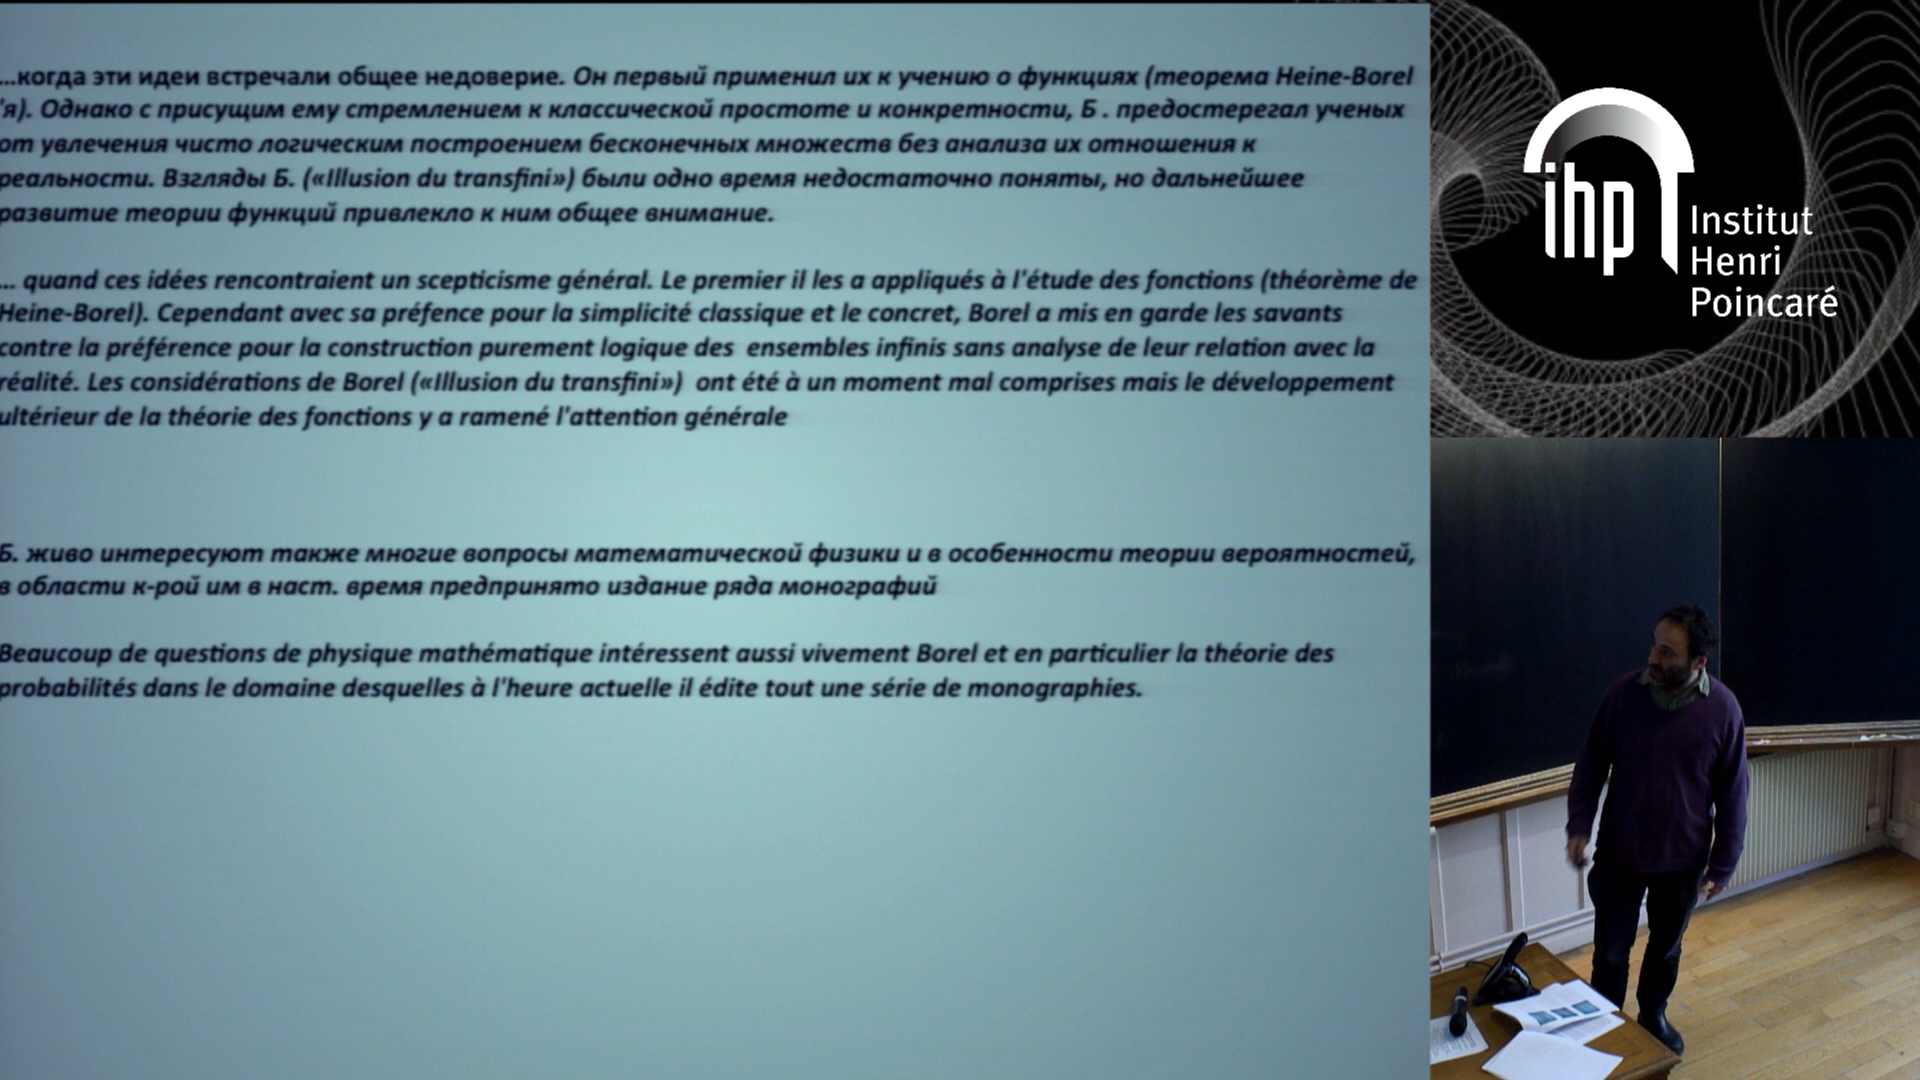 ...когда эти идеи встречали общее недоверие. Он первый применил их к учению о функциях (теорема Heine-Borel
'я). Однако с присущим ему стремлением к классической простоте и конкретности, Б . предостерегал ученых
от увлечения чисто логическим построением бесконечных множеств без анализа их отношения к
реальности. Взгляды Б. («Illusion du transfini») были одно время недостаточно поняты, но дальнейшее
развитие теории функций привлекло к ним общее внимание.
... quand ces idées rencontraient un scepticisme général. Le premier il les a appliqués à l'étude des fonctions (théorème de
Heine-Borel). Cependant avec sa préfence pour la simplicité classique et le concret, Borel a mis en garde les savants
contre la préférence pour la construction purement logique des ensembles infinis sans analyse de leur relation avec la
réalité. Les considérations de Borel («Illusion du transfini») ont été à un moment mal comprises mais le développement
ultérieur de la théorie des fonctions y a ramené l'attention générale
Б. живо интересуют также многие вопросы математической физики и в особенности теории вероятностей,
в области к-рой им в наст. время предпринято издание ряда монографий
Beaucoup de questions de physique mathématique intéressent aussi vivement Borel et en particulier la théorie des
probabilités dans le domaine desquelles à l'heure actuelle il édite tout une série de monographies.
ihp
Institut
Henri
Poincaré